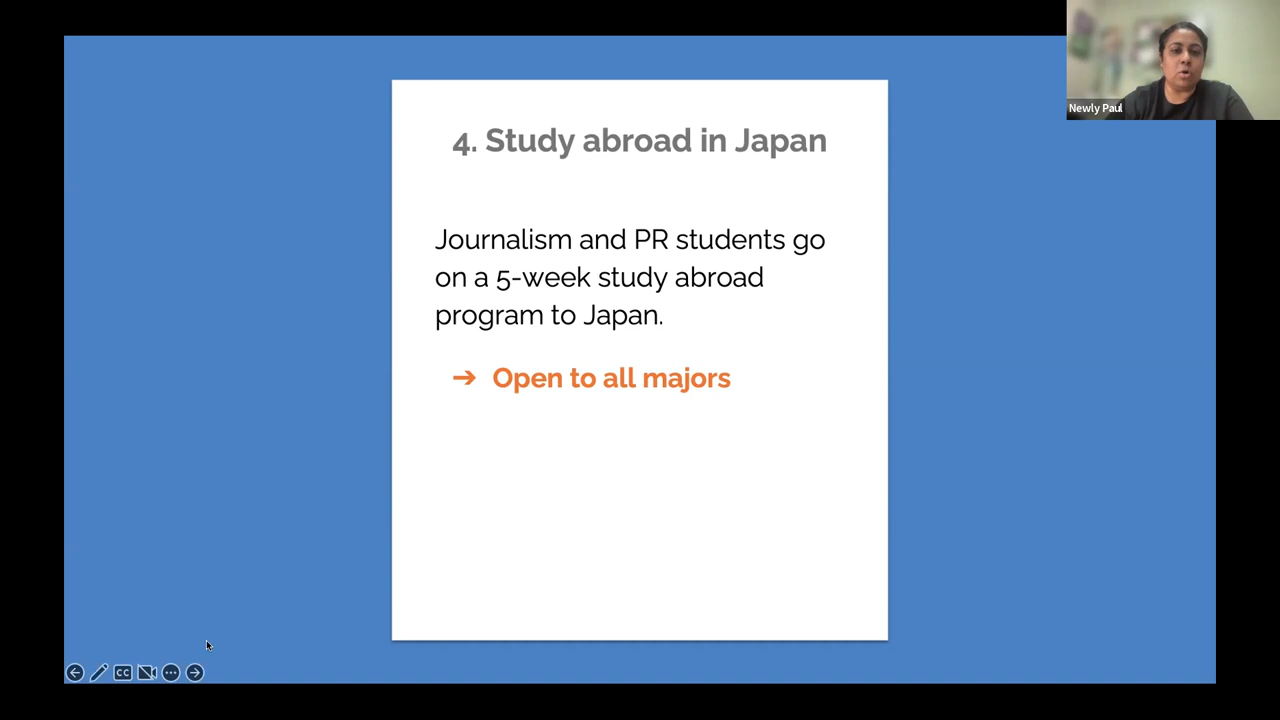 4. Study abroad in Japan
Journalism and PR students go
on a 5-week study abroad
program to Japan.
➔ Open to all majors
Newly Paul
CC